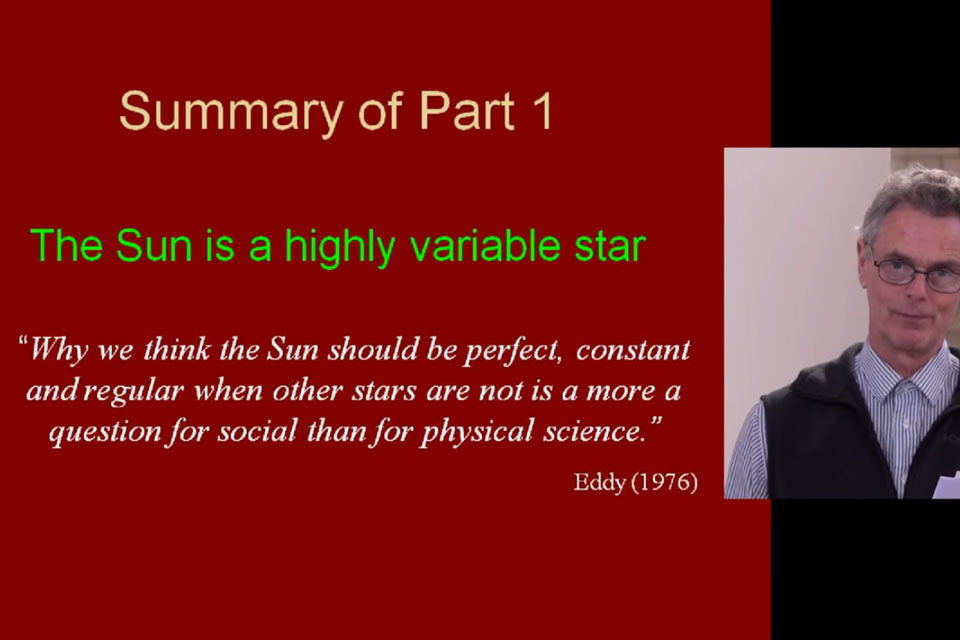 Summary of Part 1
The Sun is a highly variable star
“Why we think the Sun should be perfect, constant
and regular when other stars are not is a more a
question for social than for physical science.”
Eddy (1976)